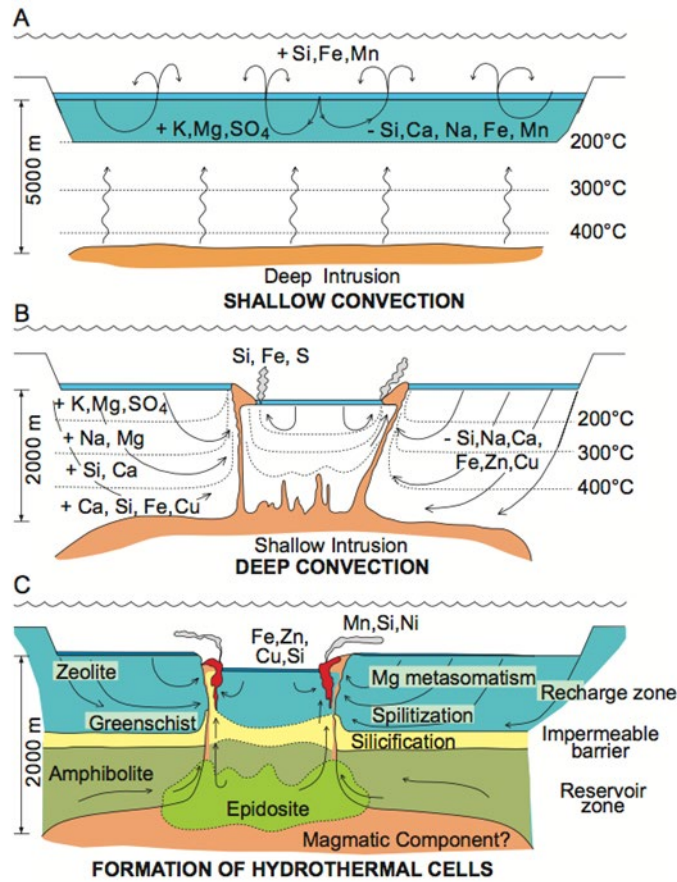 A
+ Si,Fe,Mn
+ K,Mg,SO4
- Si,Ca, Na, Fe, Mn
200°C
5000 m
300°C
400°C
Deep Intrusion
SHALLOW CONVECTION
B
Si, Fe, S
+ K,Mg,SO4
200°C
+ Na, Mg
- Si,Na,Ca,
2000 m
300°C
Fe,Zn,Cu
+ Si, Ca
400°C
+ Ca, Si, Fe,Cu
Shallow Intrusion
DEEP CONVECTION
C
Mn,Si,Ni
Fe,Zn,
Cu,Si
Zeolite
Mg metasomatism
Recharge zone
Greenschist
Spilitization
Silicification
Impermeable
barrier
2000 m
Amphibolite
Reservoir
zone
Epidosite
Magmatic Component?
FORMATION OF HYDROTHERMAL CELLS